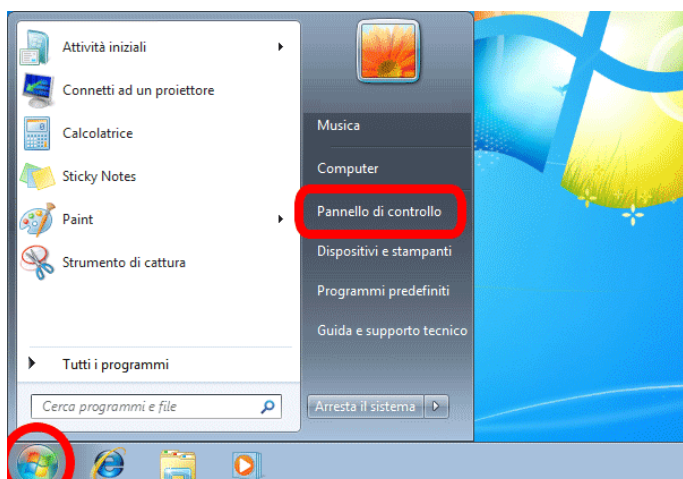 Attività iniziali
Connetti ad un proiettore
Calcolatrice
Sticky Notes
Paint
Strumento di cattura
Tutti i programmi
Cerca programmi e file
Musica
Computer
Pannello di controllo
Dispositivi e stampanti
Programmi predefiniti
Guida e supporto tecnico
Arresta il sistema